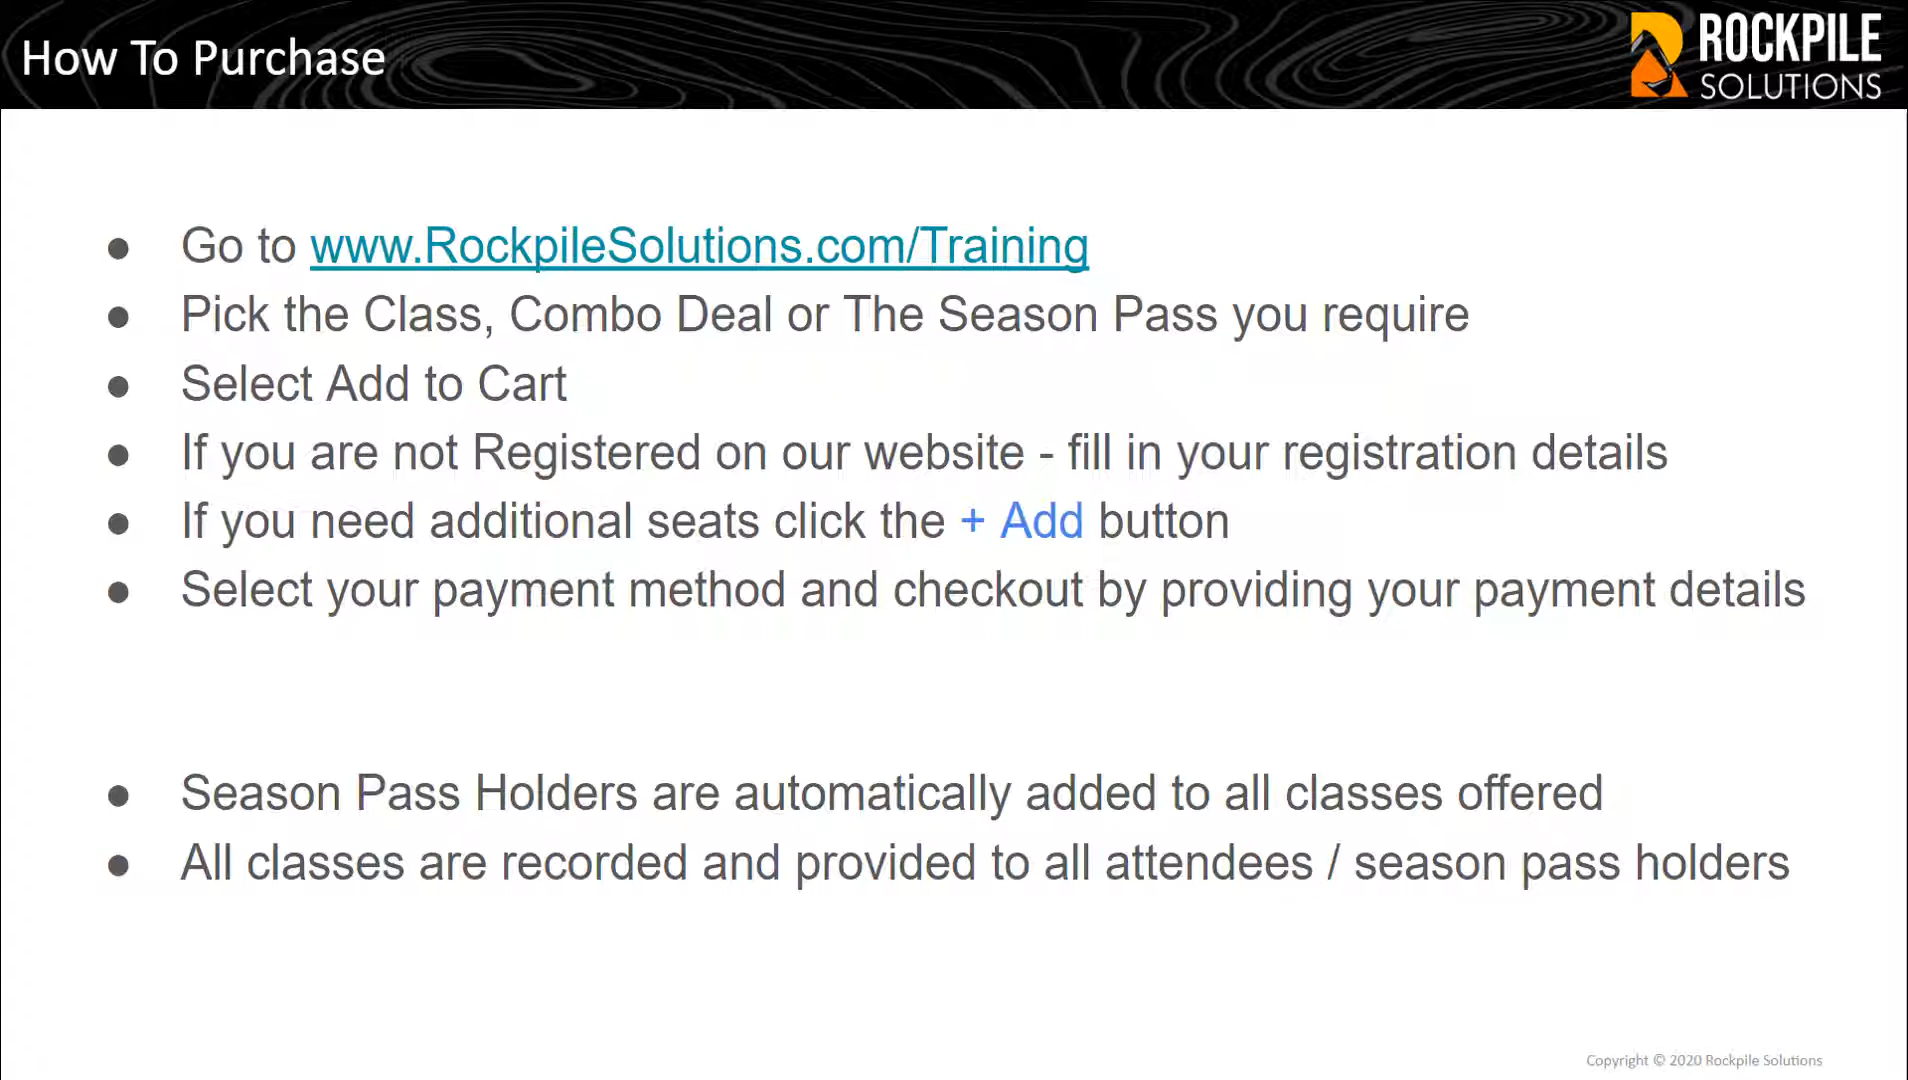 How To Purchase
ROCKPILE
SOLUTIONS
● Go to www.RockpileSolutions.com/Training
● Pick the Class, Combo Deal or The Season Pass you require
● Select Add to Cart
● If you are not Registered on our website - fill in your registration details
● If you need additional seats click the + Add button
● Select your payment method and checkout by providing your payment details
● Season Pass Holders are automatically added to all classes offered
● All classes are recorded and provided to all attendees / season pass holders
Copyright © 2020 Rockpile Solutions